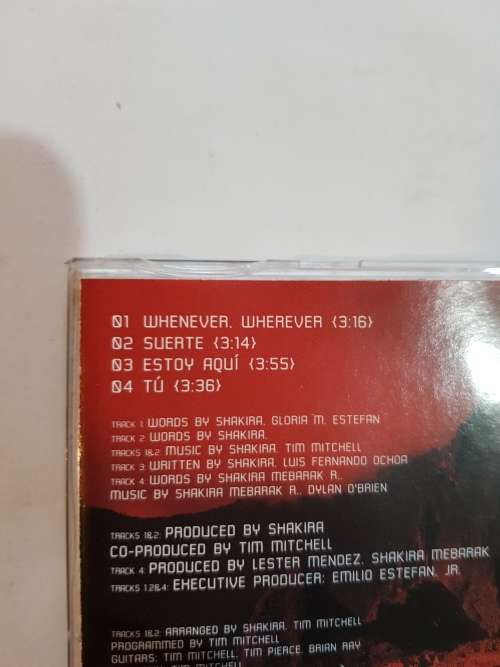 01 WHENEVER, WHEREVER {3:16}
02 SUERTE {3:14}
03 ESTOY AQUÍ {3:55}
04 TÚ {3:36}
TRACK 1: WORDS BY SHAKIRA, GLORIA M. ESTEFAN
TRACK 2: WORDS BY SHAKIRA,
TRACKS 1&2: MUSIC BY SHAKIRA, TIM MITCHELL
TRACK 3: WRITTEN BY SHAKIRA, LUIS FERNANDO OCHOA
TRACK 4: WORDS BY SHAKIRA MEBARAK R.,
MUSIC BY SHAKIRA MEBARAK R., DYLAN O'BRIEN
TRACKS 1&2: PRODUCED BY SHAKIRA
CO-PRODUCED BY TIM MITCHELL
TRACK 4: PRODUCED BY LESTER MENDEZ, SHAKIRA MEBARAK
TRACKS 1,2&4: EXECUTIVE PRODUCER: EMILIO ESTEFAN, JR.
TRACKS 1&2: ARRANGED BY SHAKIRA, TIM MITCHELL
PROGRAMMED BY TIM MITCHELL
GUITARS: TIM MITCHELL, TIM PIERCE, BRIAN RAY
TIM MITCHELL